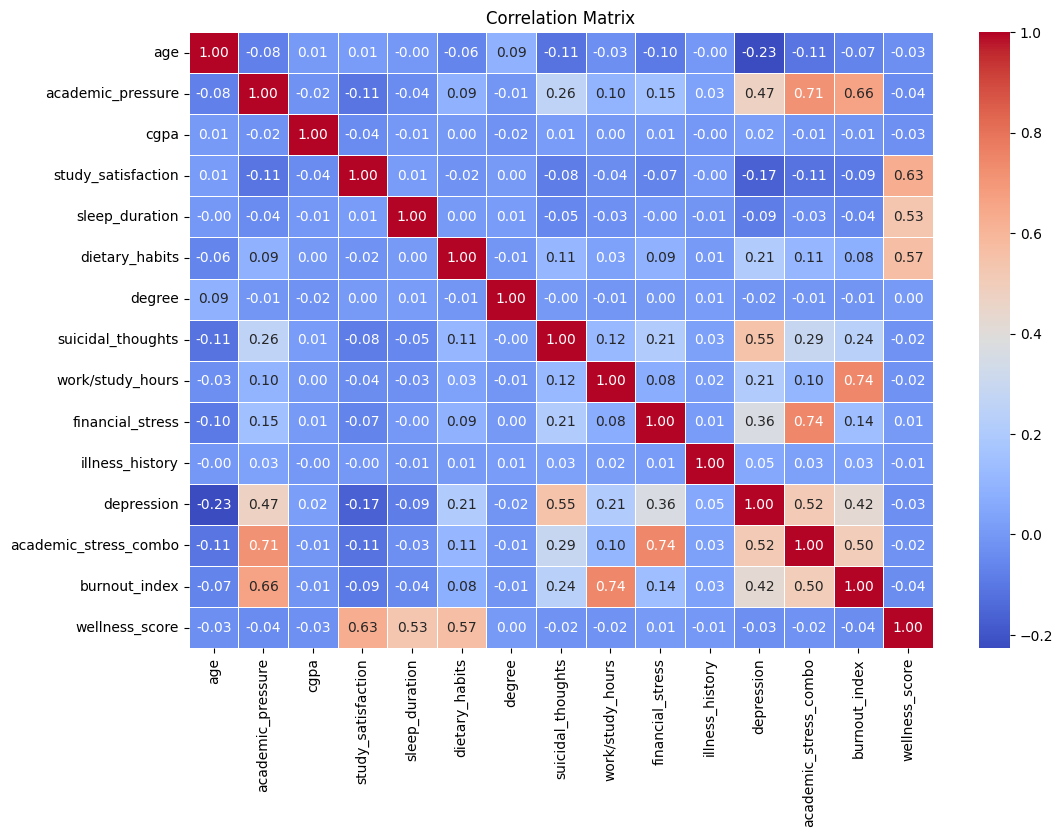 Correlation Matrix
age 1.00 -0.08 0.01 0.01 -0.00 -0.06 0.09 -0.11 -0.03 -0.10 -0.00 -0.23 -0.11 -0.07 -0.03
academic_pressure -0.08 1.00 -0.02 -0.11 -0.04 0.09 -0.01 0.26 0.10 0.15 0.03 0.47 0.71 0.66 -0.04
cgpa 0.01 -0.02 1.00 -0.04 -0.01 0.00 -0.02 0.01 0.00 0.01 -0.00 0.02 -0.01 -0.01 -0.03
study_satisfaction 0.01 -0.11 -0.04 1.00 0.01 -0.02 0.00 -0.08 -0.04 -0.07 -0.00 -0.17 -0.11 -0.09 0.63
sleep_duration -0.00 -0.04 -0.01 0.01 1.00 0.00 0.01 -0.05 -0.03 -0.00 -0.01 -0.09 -0.03 -0.04 0.53
dietary_habits -0.06 0.09 0.00 -0.02 0.00 1.00 -0.01 0.11 0.03 0.09 0.01 0.21 0.11 0.08 0.57
degree 0.09 -0.01 -0.02 0.00 0.01 -0.01 1.00 -0.00 -0.01 0.00 0.01 -0.02 -0.01 -0.01 0.00
suicidal_thoughts -0.11 0.26 0.01 -0.08 -0.05 0.11 -0.00 1.00 0.12 0.21 0.03 0.55 0.29 0.24 -0.02
work/study_hours -0.03 0.10 0.00 -0.04 -0.03 0.03 -0.01 0.12 1.00 0.08 0.02 0.21 0.10 0.74 -0.02
financial_stress -0.10 0.15 0.01 -0.07 -0.00 0.09 0.00 0.21 0.08 1.00 0.01 0.36 0.74 0.14 0.01
illness_history -0.00 0.03 -0.00 -0.00 -0.01 0.01 0.01 0.03 0.02 0.01 1.00 0.05 0.03 0.03 -0.01
depression -0.23 0.47 0.02 -0.17 -0.09 0.21 -0.02 0.55 0.21 0.36 0.05 1.00 0.52 0.42 -0.03
academic_stress_combo -0.11 0.71 -0.01 -0.11 -0.03 0.11 -0.01 0.29 0.10 0.74 0.03 0.52 1.00 0.50 -0.02
burnout_index -0.07 0.66 -0.01 -0.09 -0.04 0.08 -0.01 0.24 0.74 0.14 0.03 0.42 0.50 1.00 -0.04
wellness_score -0.03 -0.04 -0.03 0.63 0.53 0.57 0.00 -0.02 -0.02 0.01 -0.01 -0.03 -0.02 -0.04 1.00
age
academic_pressure
cgpa
study_satisfaction
sleep_duration
dietary_habits
degree
suicidal_thoughts
work/study_hours
financial_stress
illness_history
depression
academic_stress_combo
burnout_index
wellness_score
1.0
0.8
0.6
0.4
0.2
0.0
−0.2